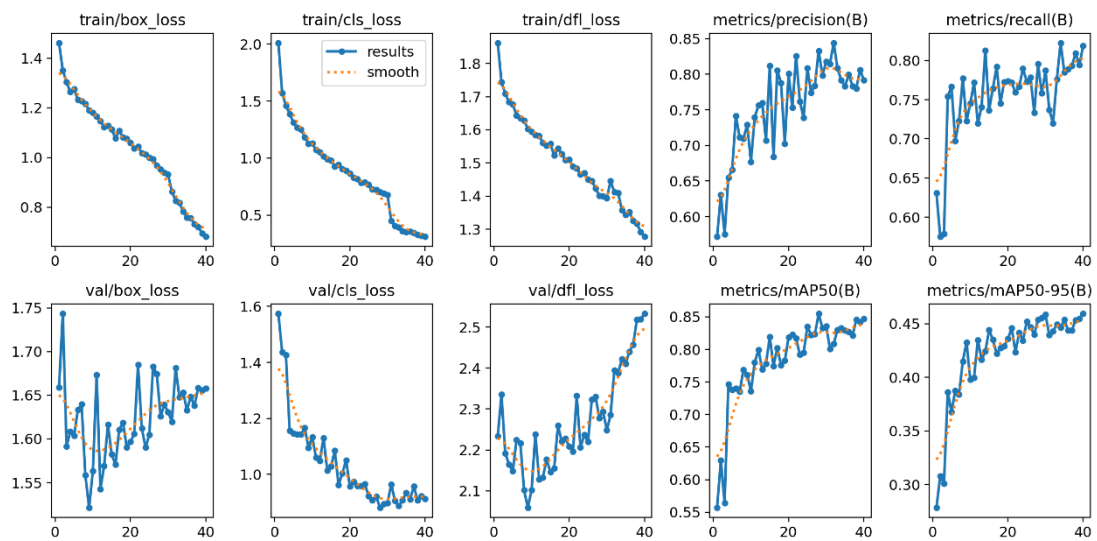 train/box_loss
train/cls_loss
train/dfl_loss
metrics/precision(B)
metrics/recall(B)
1.4
1.2
1.0
0.8
0 20 40
2.0
1.5
1.0
0.5
0 20 40
results
smooth
1.8
1.7
1.6
1.5
1.4
1.3
0 20 40
0.85
0.80
0.75
0.70
0.65
0.60
0 20 40
0.80
0.75
0.70
0.65
0.60
0 20 40
val/box_loss
val/cls_loss
val/dfl_loss
metrics/mAP50(B)
metrics/mAP50-95(B)
1.75
1.70
1.65
1.60
1.55
0 20 40
1.6
1.4
1.2
1.0
0 20 40
2.5
2.4
2.3
2.2
2.1
0 20 40
0.85
0.80
0.75
0.70
0.65
0.60
0.55
0 20 40
0.45
0.40
0.35
0.30
0 20 40